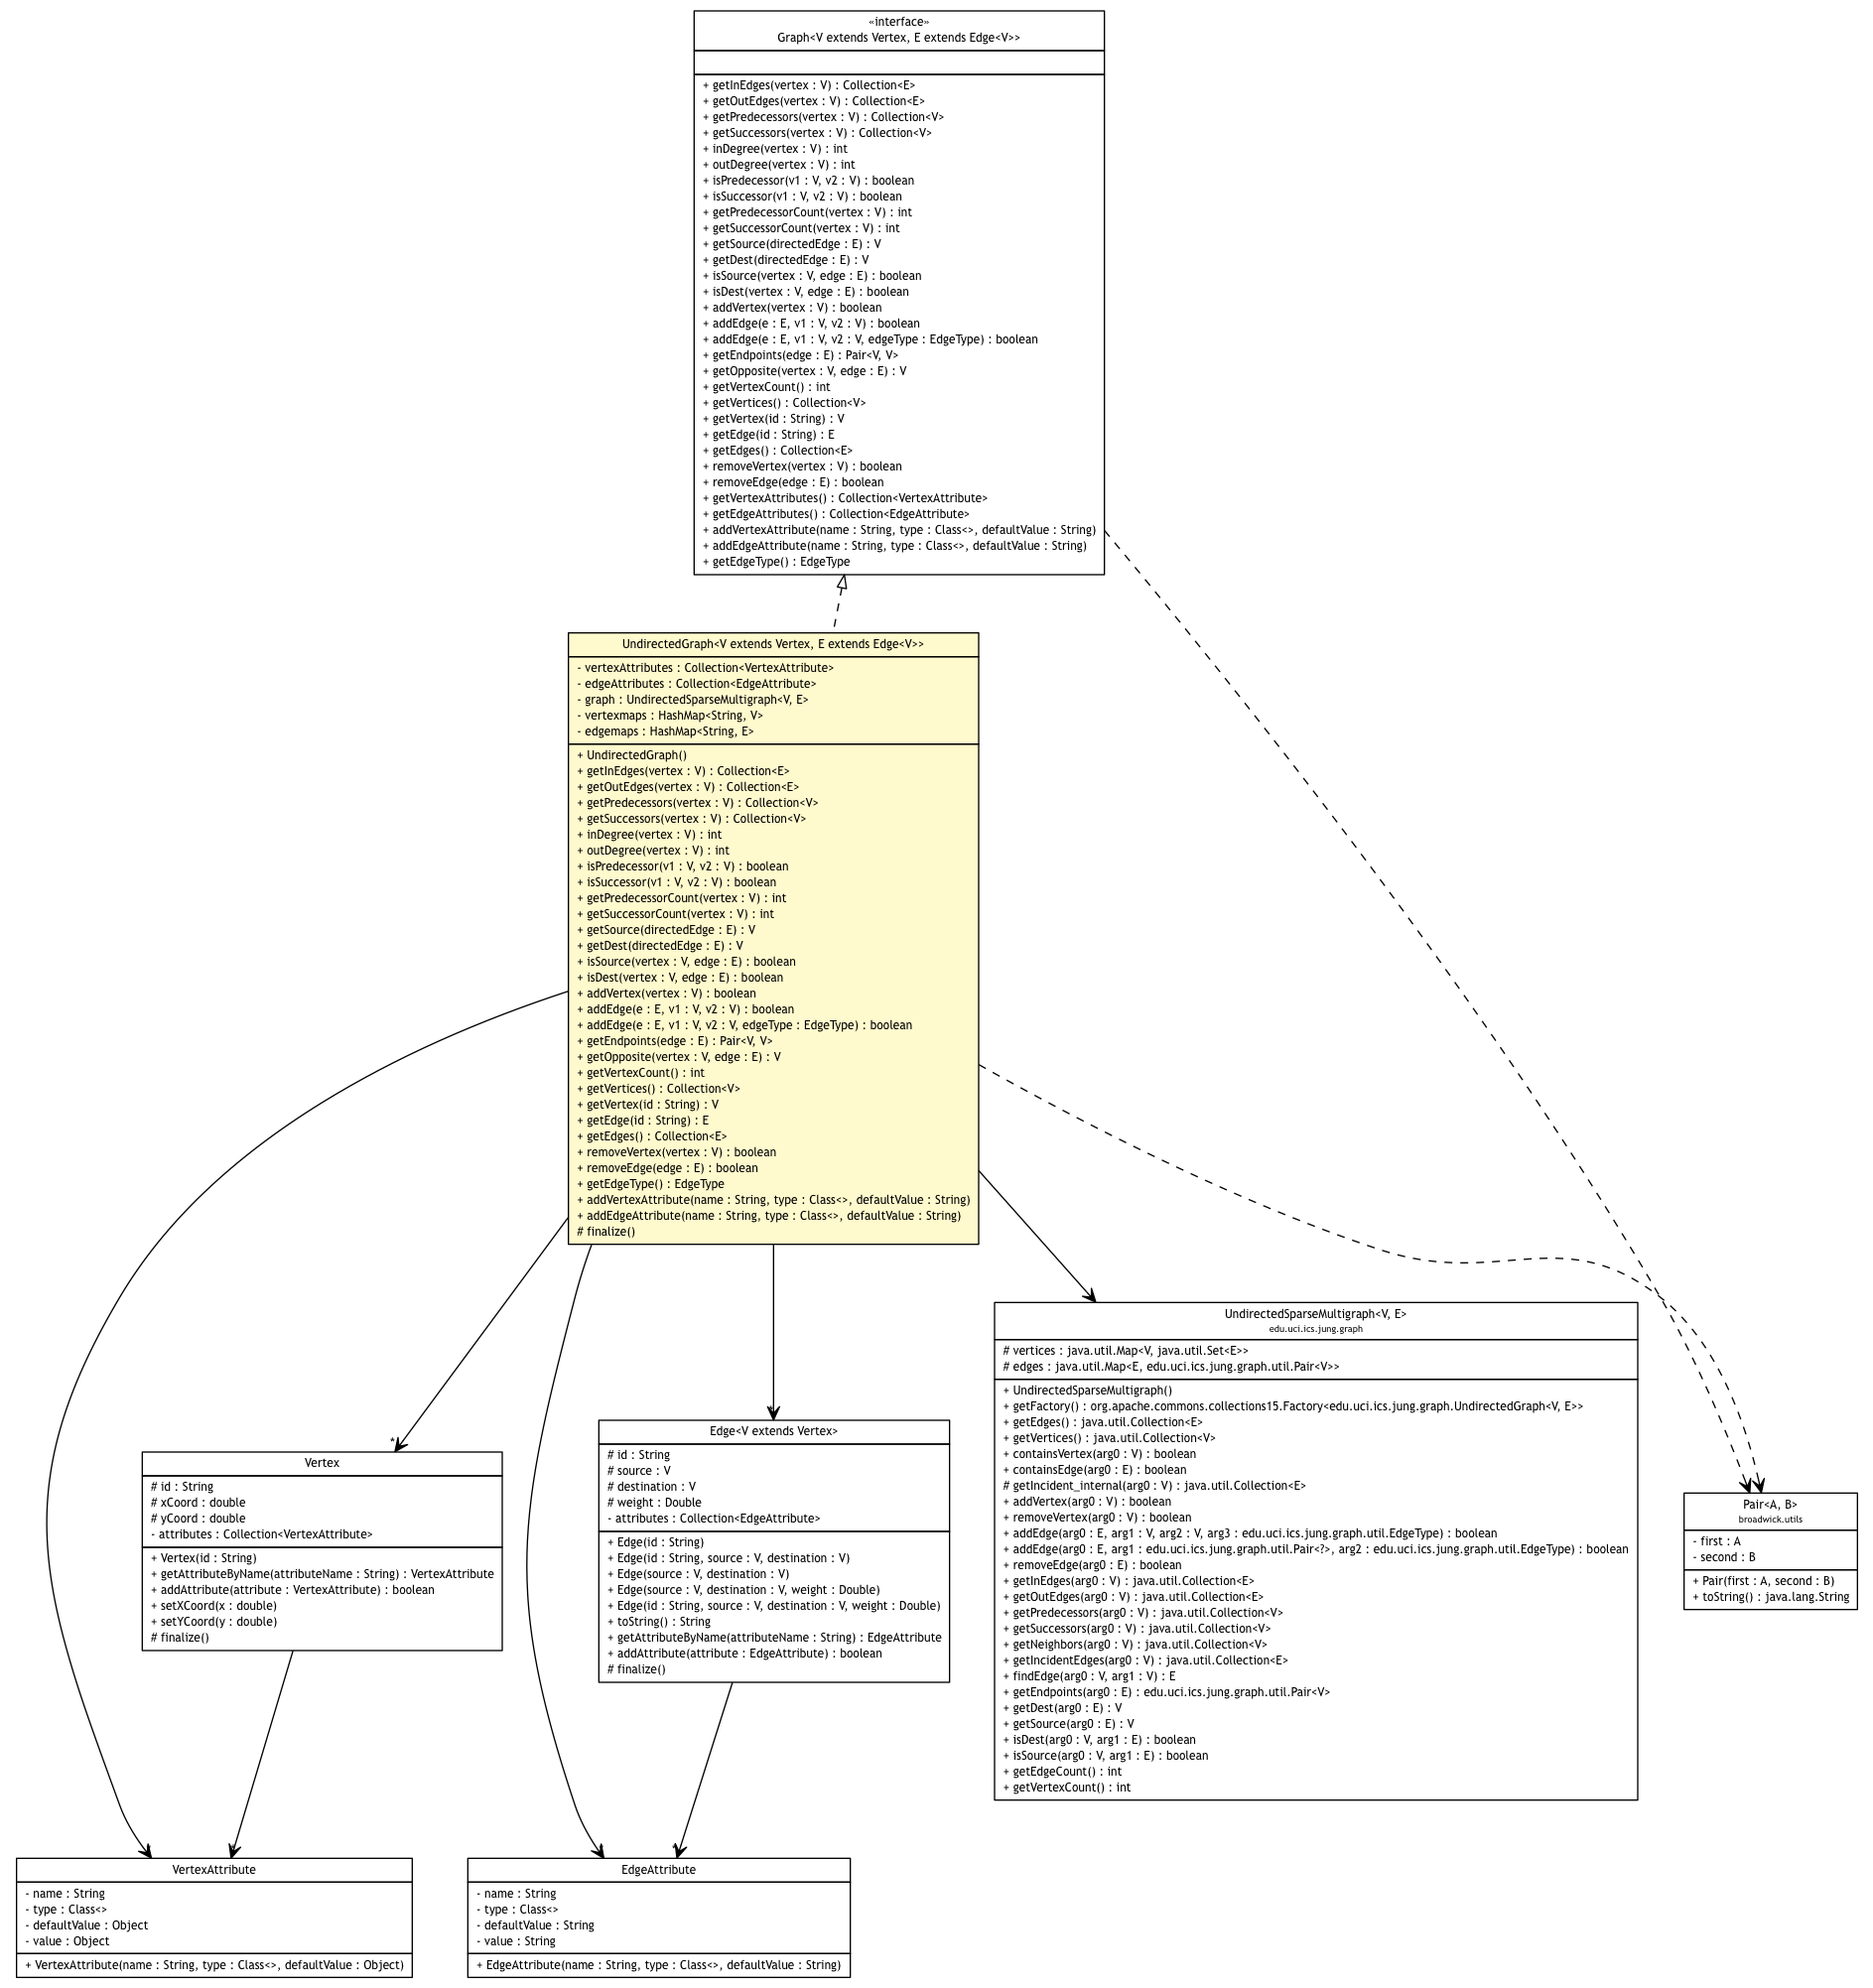 «interface»
Graph<V extends Vertex, E extends Edge<V>>
+ getInEdges(vertex : V) : Collection<E>
+ getOutEdges(vertex : V) : Collection<E>
+ getPredecessors(vertex : V) : Collection<V>
+ getSuccessors(vertex : V) : Collection<V>
+ inDegree(vertex : V) : int
+ outDegree(vertex : V) : int
+ isPredecessor(v1 : V, v2 : V) : boolean
+ isSuccessor(v1 : V, v2 : V) : boolean
+ getPredecessorCount(vertex : V) : int
+ getSuccessorCount(vertex : V) : int
+ getSource(directedEdge : E) : V
+ getDest(directedEdge : E) : V
+ isSource(vertex : V, edge : E) : boolean
+ isDest(vertex : V, edge : E) : boolean
+ addVertex(vertex : V) : boolean
+ addEdge(e : E, v1 : V, v2 : V) : boolean
+ addEdge(e : E, v1 : V, v2 : V, edgeType : EdgeType) : boolean
+ getEndpoints(edge : E) : Pair<V, V>
+ getOpposite(vertex : V, edge : E) : V
+ getVertexCount() : int
+ getVertices() : Collection<V>
+ getVertex(id : String) : V
+ getEdge(id : String) : E
+ getEdges() : Collection<E>
+ removeVertex(vertex : V) : boolean
+ removeEdge(edge : E) : boolean
+ getVertexAttributes() : Collection<VertexAttribute>
+ getEdgeAttributes() : Collection<EdgeAttribute>
+ addVertexAttribute(name : String, type : Class<>, defaultValue : String)
+ addEdgeAttribute(name : String, type : Class<>, defaultValue : String)
+ getEdgeType() : EdgeType
UndirectedGraph<V extends Vertex, E extends Edge<V>>
- vertexAttributes : Collection<VertexAttribute>
- edgeAttributes : Collection<EdgeAttribute>
- graph : UndirectedSparseMultigraph<V, E>
- vertexmaps : HashMap<String, V>
- edgemaps : HashMap<String, E>
+ UndirectedGraph()
+ getInEdges(vertex : V) : Collection<E>
+ getOutEdges(vertex : V) : Collection<E>
+ getPredecessors(vertex : V) : Collection<V>
+ getSuccessors(vertex : V) : Collection<V>
+ inDegree(vertex : V) : int
+ outDegree(vertex : V) : int
+ isPredecessor(v1 : V, v2 : V) : boolean
+ isSuccessor(v1 : V, v2 : V) : boolean
+ getPredecessorCount(vertex : V) : int
+ getSuccessorCount(vertex : V) : int
+ getSource(directedEdge : E) : V
+ getDest(directedEdge : E) : V
+ isSource(vertex : V, edge : E) : boolean
+ isDest(vertex : V, edge : E) : boolean
+ addVertex(vertex : V) : boolean
+ addEdge(e : E, v1 : V, v2 : V) : boolean
+ addEdge(e : E, v1 : V, v2 : V, edgeType : EdgeType) : boolean
+ getEndpoints(edge : E) : Pair<V, V>
+ getOpposite(vertex : V, edge : E) : V
+ getVertexCount() : int
+ getVertices() : Collection<V>
+ getVertex(id : String) : V
+ getEdge(id : String) : E
+ getEdges() : Collection<E>
+ removeVertex(vertex : V) : boolean
+ removeEdge(edge : E) : boolean
+ getEdgeType() : EdgeType
+ addVertexAttribute(name : String, type : Class<>, defaultValue : String)
+ addEdgeAttribute(name : String, type : Class<>, defaultValue : String)
# finalize()
*
Vertex
# id : String
# xCoord : double
# yCoord : double
- attributes : Collection<VertexAttribute>
+ Vertex(id : String)
+ getAttributeByName(attributeName : String) : VertexAttribute
+ addAttribute(attribute : VertexAttribute) : boolean
+ setXCoord(x : double)
+ setYCoord(y : double)
# finalize()
Edge<V extends Vertex>
# id : String
# source : V
# destination : V
# weight : Double
- attributes : Collection<EdgeAttribute>
+ Edge(id : String)
+ Edge(id : String, source : V, destination : V)
+ Edge(source : V, destination : V)
+ Edge(source : V, destination : V, weight : Double)
+ Edge(id : String, source : V, destination : V, weight : Double)
+ toString() : String
+ getAttributeByName(attributeName : String) : EdgeAttribute
+ addAttribute(attribute : EdgeAttribute) : boolean
# finalize()
UndirectedSparseMultigraph<V, E>
edu.uci.ics.jung.graph
# vertices : java.util.Map<V, java.util.Set<E>>
# edges : java.util.Map<E, edu.uci.ics.jung.graph.util.Pair<V>>
+ UndirectedSparseMultigraph()
+ getFactory() : org.apache.commons.collections15.Factory<edu.uci.ics.jung.graph.UndirectedGraph<V, E>>
+ getEdges() : java.util.Collection<E>
+ getVertices() : java.util.Collection<V>
+ containsVertex(arg0 : V) : boolean
+ containsEdge(arg0 : E) : boolean
# getIncident_internal(arg0 : V) : java.util.Collection<E>
+ addVertex(arg0 : V) : boolean
+ removeVertex(arg0 : V) : boolean
+ addEdge(arg0 : E, arg1 : V, arg2 : V, arg3 : edu.uci.ics.jung.graph.util.EdgeType) : boolean
+ addEdge(arg0 : E, arg1 : edu.uci.ics.jung.graph.util.Pair<?>, arg2 : edu.uci.ics.jung.graph.util.EdgeType) : boolean
+ removeEdge(arg0 : E) : boolean
+ getInEdges(arg0 : V) : java.util.Collection<E>
+ getOutEdges(arg0 : V) : java.util.Collection<E>
+ getPredecessors(arg0 : V) : java.util.Collection<V>
+ getSuccessors(arg0 : V) : java.util.Collection<V>
+ getNeighbors(arg0 : V) : java.util.Collection<V>
+ getIncidentEdges(arg0 : V) : java.util.Collection<E>
+ findEdge(arg0 : V, arg1 : V) : E
+ getEndpoints(arg0 : E) : edu.uci.ics.jung.graph.util.Pair<V>
+ getDest(arg0 : E) : V
+ getSource(arg0 : E) : V
+ isDest(arg0 : V, arg1 : E) : boolean
+ isSource(arg0 : V, arg1 : E) : boolean
+ getEdgeCount() : int
+ getVertexCount() : int
Pair<A, B>
broadwick.utils
- first : A
- second : B
+ Pair(first : A, second : B)
+ toString() : java.lang.String
VertexAttribute
- name : String
- type : Class<>
- defaultValue : Object
- value : Object
+ VertexAttribute(name : String, type : Class<>, defaultValue : Object)
EdgeAttribute
- name : String
- type : Class<>
- defaultValue : String
- value : String
+ EdgeAttribute(name : String, type : Class<>, defaultValue : String)